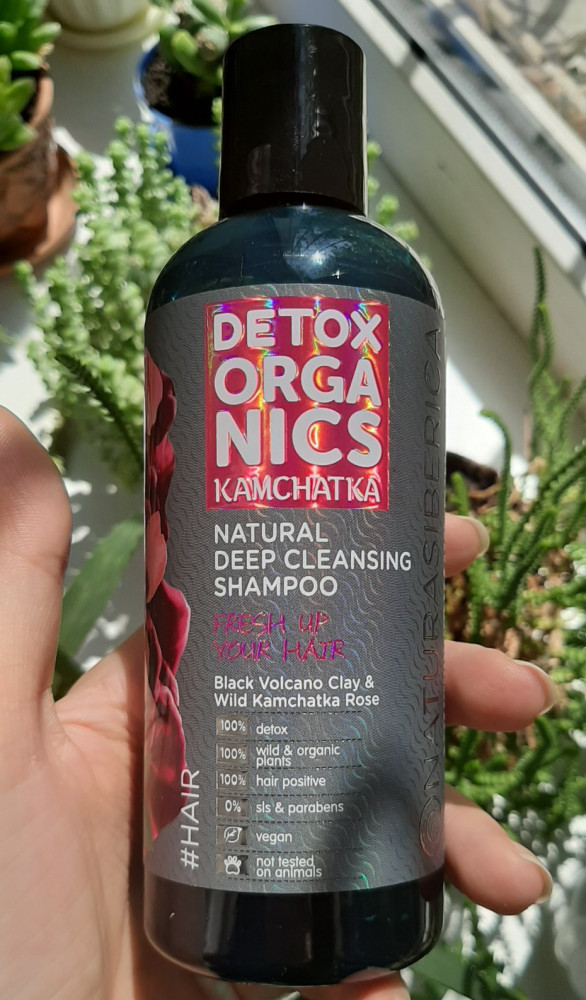 DETOX
ORGA
NICS
KAMCHATKA
NATURAL
DEEP CLEANSING
SHAMPOO
FRESH UP
YOUR HAIR
Black Volcano Clay &
Wild Kamchatka Rose
100% detox
100% wild & organic
plants
100% hair positive
0% sls & parabens
vegan
not tested
on animals
#HAIR
@NATURASIBERICA